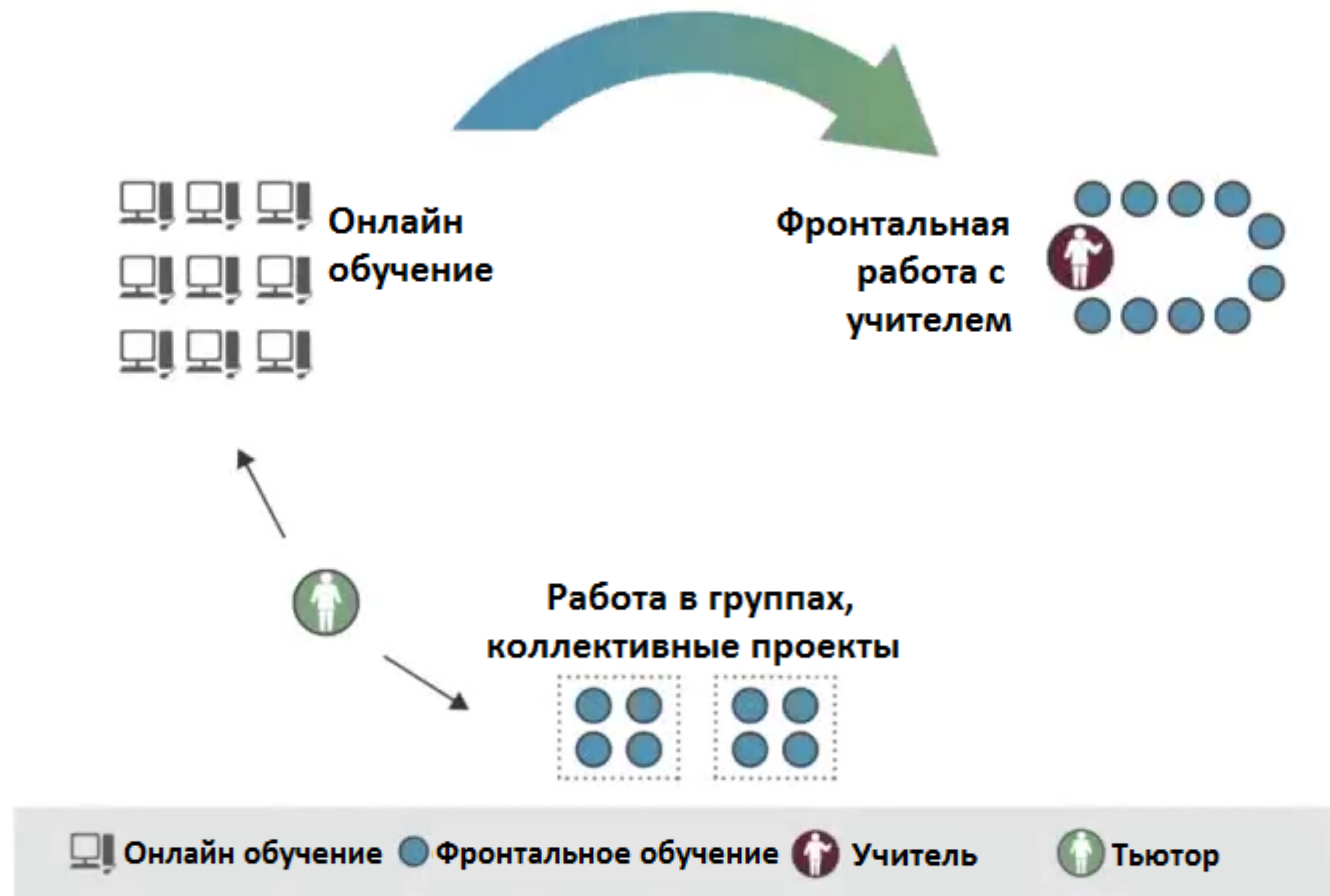 Онлайн
обучение
Фронтальная
работа с
учителем
Работа в группах,
коллективные проекты
Онлайн обучение
Фронтальное обучение
Учитель
Тьютор